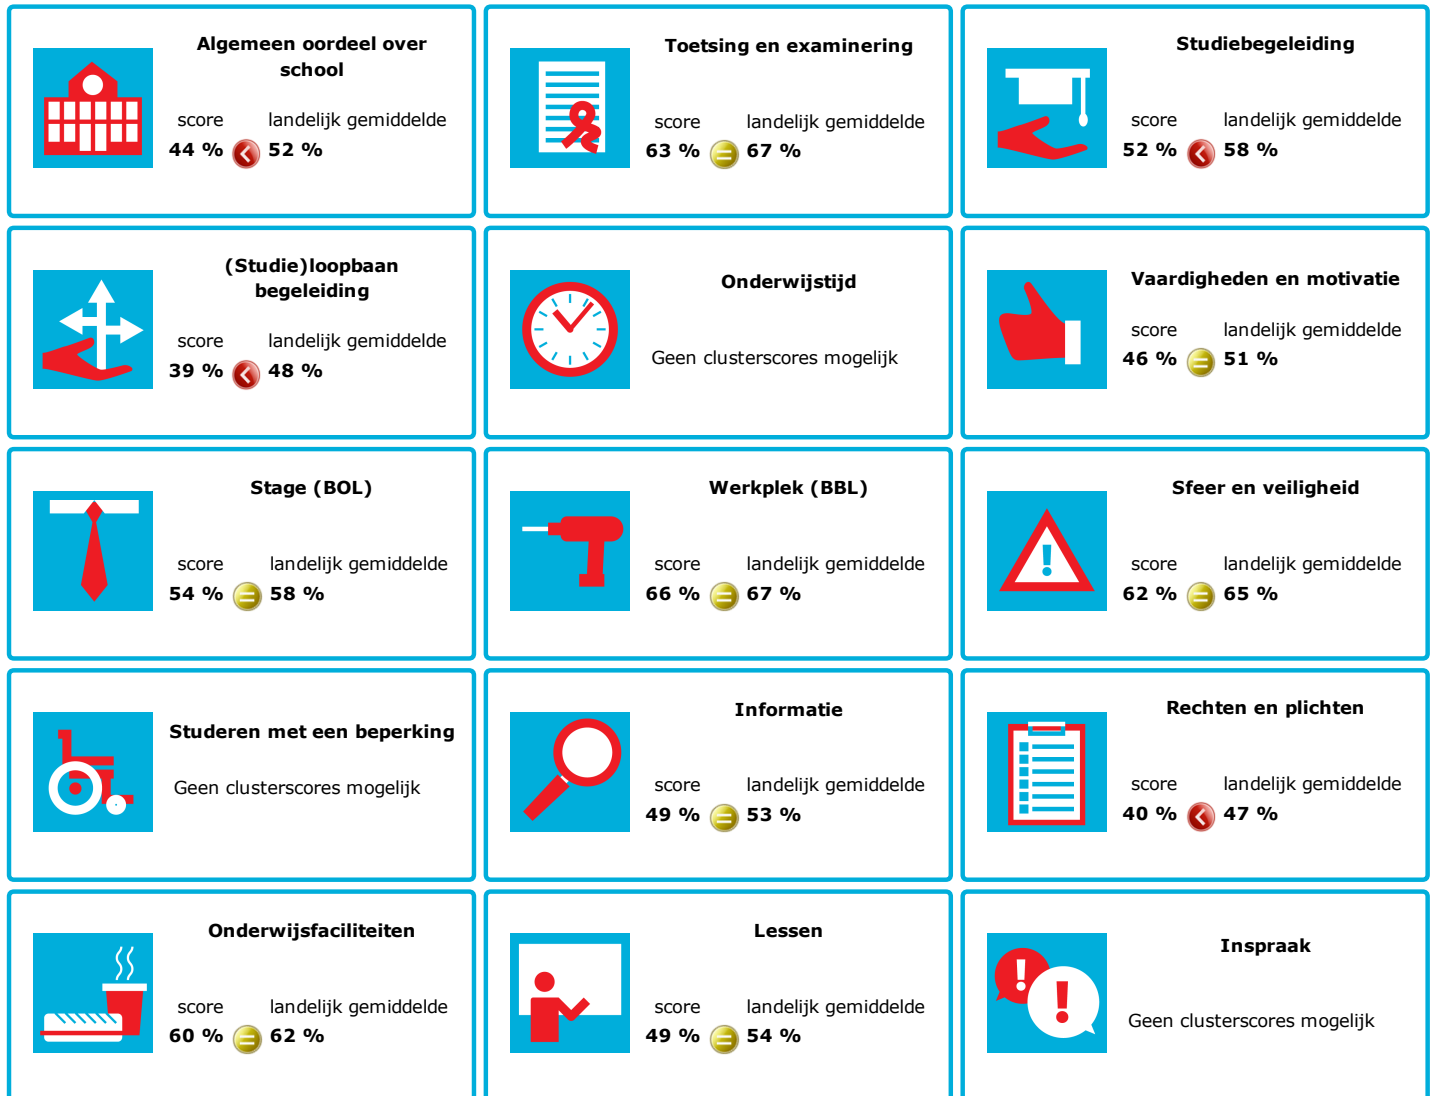 Algemeen oordeel over
school
score landelijk gemiddelde
44 % 52 %
Toetsing en examinering
score landelijk gemiddelde
63 % = 67 %
Studiebegeleiding
score landelijk gemiddelde
52 % 58 %
(Studie)loopbaan
begeleiding
score landelijk gemiddelde
39 % 48 %
Onderwijstijd
Geen clusterscores mogelijk
Vaardigheden en motivatie
score landelijk gemiddelde
46 % = 51 %
Stage (BOL)
score landelijk gemiddelde
54 % = 58 %
Werkplek (BBL)
score landelijk gemiddelde
66 % = 67 %
Sfeer en veiligheid
!
score landelijk gemiddelde
62 % = 65 %
Studeren met een beperking
Geen clusterscores mogelijk
Informatie
score landelijk gemiddelde
49 % = 53 %
Rechten en plichten
score landelijk gemiddelde
40 % 47 %
Onderwijsfaciliteiten
score landelijk gemiddelde
60 % = 62 %
Lessen
score landelijk gemiddelde
49 % = 54 %
Inspraak
! !
Geen clusterscores mogelijk